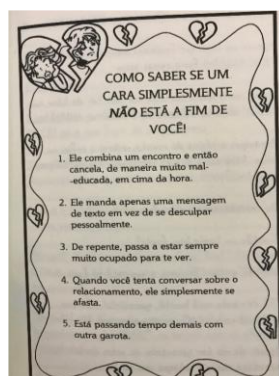 COMO SABER SE UM
CARA SIMPLESMENTE
NÃO ESTÁ A FIM DE
VOCÊ!
1. Ele combina um encontro e então
cancela, de maneira muito mal-
-educada, em cima da hora.
2. Ele manda apenas uma mensagem
de texto em vez de se desculpar
pessoalmente.
3. De repente, passa a estar sempre
muito ocupado para te ver.
4. Quando você tenta conversar sobre o
relacionamento, ele simplesmente se
afasta.
5. Está passando tempo demais com
outra garota.